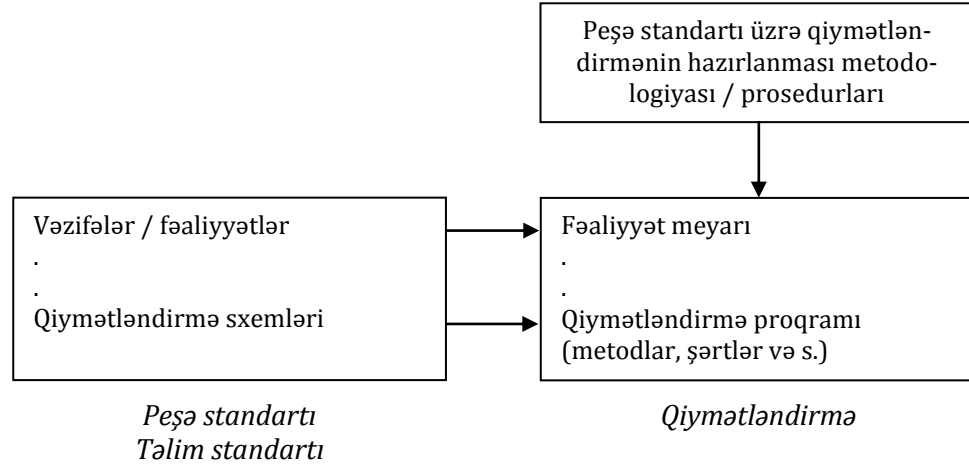 Peşə standartı üzrə qiymətlən-
dirmənin hazırlanması metodo-
logiyası / prosedurları
Vəzifələr / fəaliyyətlər
.
.
Qiymətləndirmə sxemləri
Fəaliyyət meyarı
.
.
Qiymətləndirmə proqramı
(metodlar, şərtlər və s.)
Peşə standartı
Təlim standartı
Qiymətləndirmə